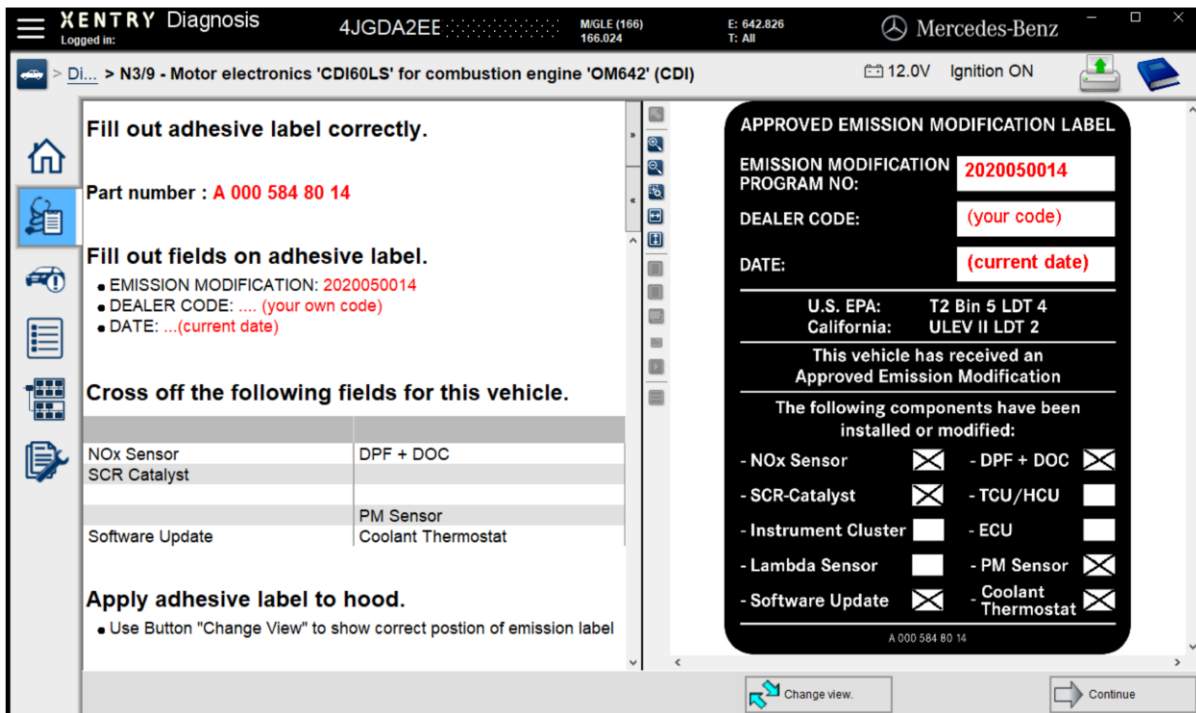 XENTRY Diagnosis
Logged in:
4JGDA2EE
M/GLE (166)
166.024
E: 642.826
T: All
Mercedes-Benz
> Di... > N3/9 - Motor electronics 'CDI60LS' for combustion engine 'OM642' (CDI)
12.0V Ignition ON
Fill out adhesive label correctly.
Part number : A 000 584 80 14
Fill out fields on adhesive label.
• EMISSION MODIFICATION: 2020050014
• DEALER CODE: .... (your own code)
• DATE: ...(current date)
Cross off the following fields for this vehicle.
NOx Sensor DPF + DOC
SCR Catalyst
PM Sensor
Software Update Coolant Thermostat
Apply adhesive label to hood.
• Use Button "Change View" to show correct postion of emission label
APPROVED EMISSION MODIFICATION LABEL
EMISSION MODIFICATION
PROGRAM NO:
2020050014
DEALER CODE: (your code)
DATE: (current date)
U.S. EPA: T2 Bin 5 LDT 4
California: ULEV II LDT 2
This vehicle has received an
Approved Emission Modification
The following components have been
installed or modified:
- NOx Sensor - DPF + DOC
- SCR-Catalyst - TCU/HCU
- Instrument Cluster - ECU
- Lambda Sensor - PM Sensor
- Software Update - Coolant
Thermostat
A 000 584 80 14
Change view.
Continue